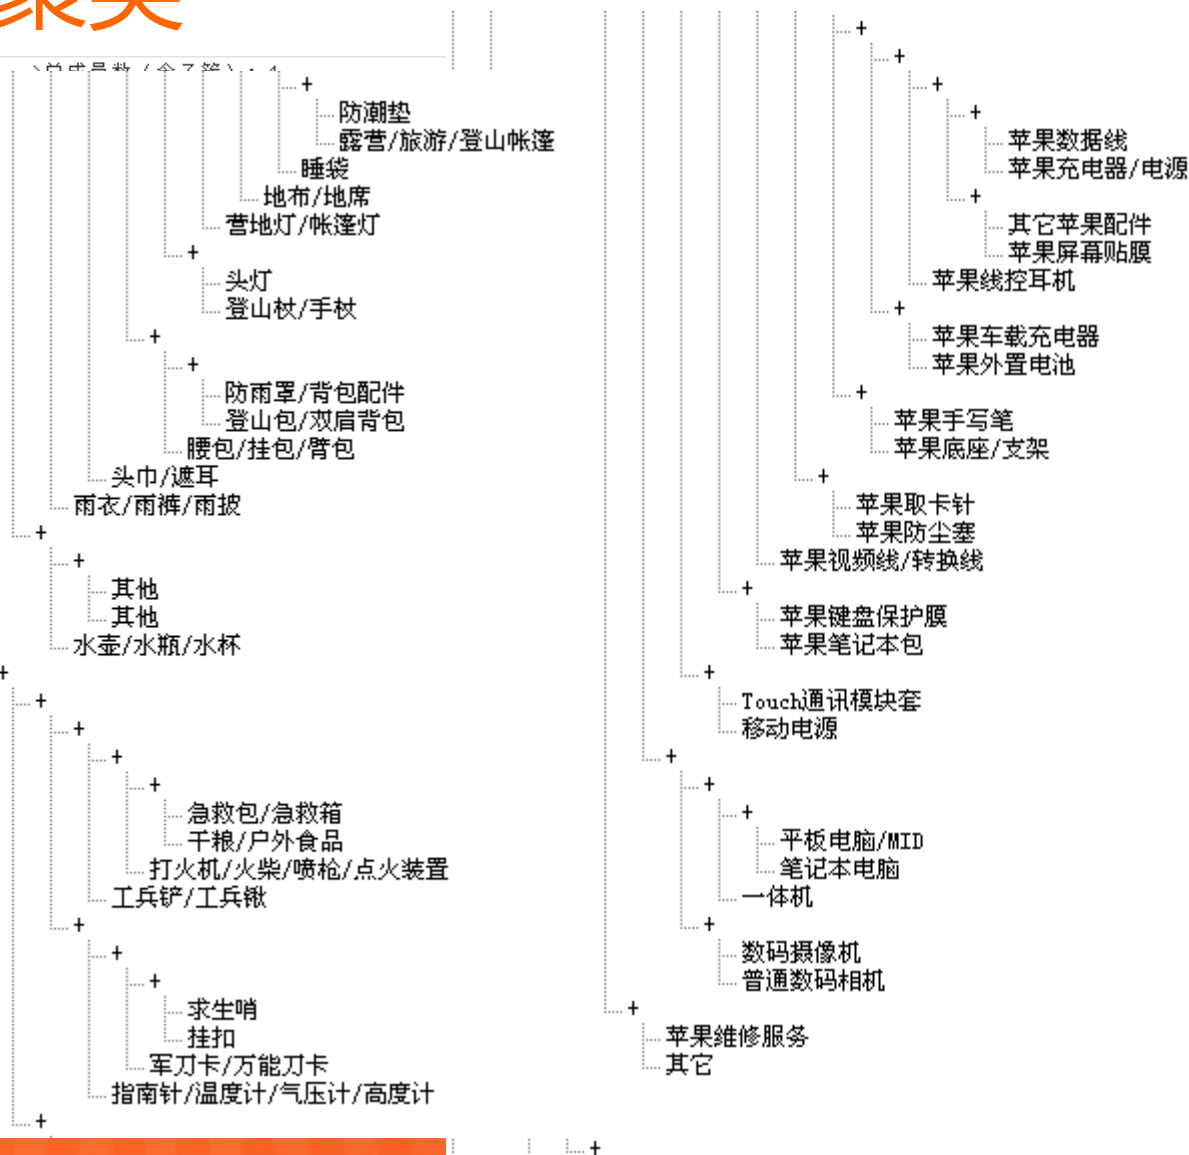 聚类
+
防潮垫
露营/旅游/登山帐篷
睡袋
地布/地席
营地灯/帐篷灯
+
头灯
登山杖/手杖
+
+
防雨罩/背包配件
登山包/双肩背包
腰包/挂包/臂包
头巾/遮耳
雨衣/雨裤/雨披
+
+
其他
其他
水壶/水瓶/水杯
+
+
+
+
+
急救包/急救箱
干粮/户外食品
打火机/火柴/喷枪/点火装置
工兵铲/工兵锹
+
+
+
求生哨
挂扣
军刀卡/万能刀卡
指南针/温度计/气压计/高度计
+
+
+
+
+
苹果数据线
苹果充电器/电源
+
其它苹果配件
苹果屏幕贴膜
苹果线控耳机
+
苹果车载充电器
苹果外置电池
+
苹果手写笔
苹果底座/支架
+
苹果取卡针
苹果防尘塞
苹果视频线/转换线
+
苹果键盘保护膜
苹果笔记本包
+
Touch通讯模块套
移动电源
+
+
+
平板电脑/MID
笔记本电脑
一体机
+
数码摄像机
普通数码相机
+
苹果维修服务
其它
+